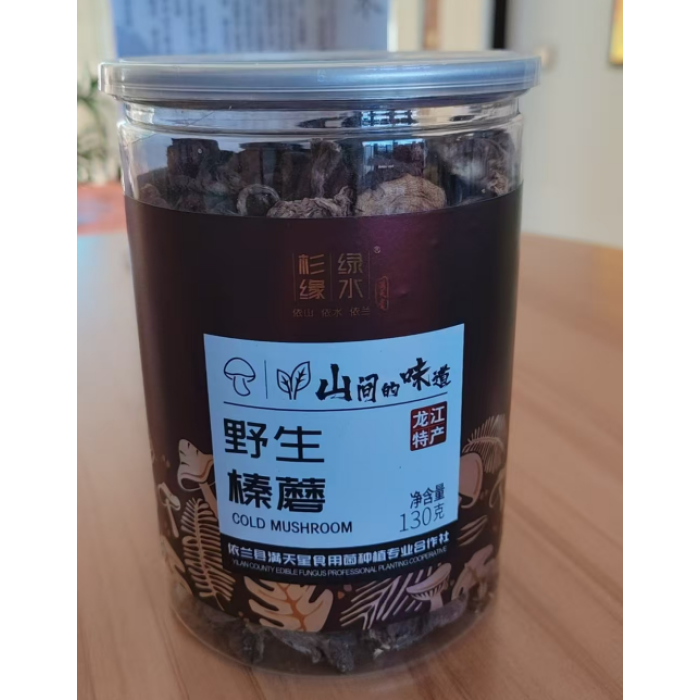 杉 绿
缘 水
®
依山 依水 依兰
山间的味道
龙江
特产
野生
榛蘑
COLD MUSHROOM
净含量
130克
依兰县满天星食用菌种植专业合作社
YILAN COUNTY EDIBLE FUNGUS PROFESSIONAL PLANTING COOPERATIVE